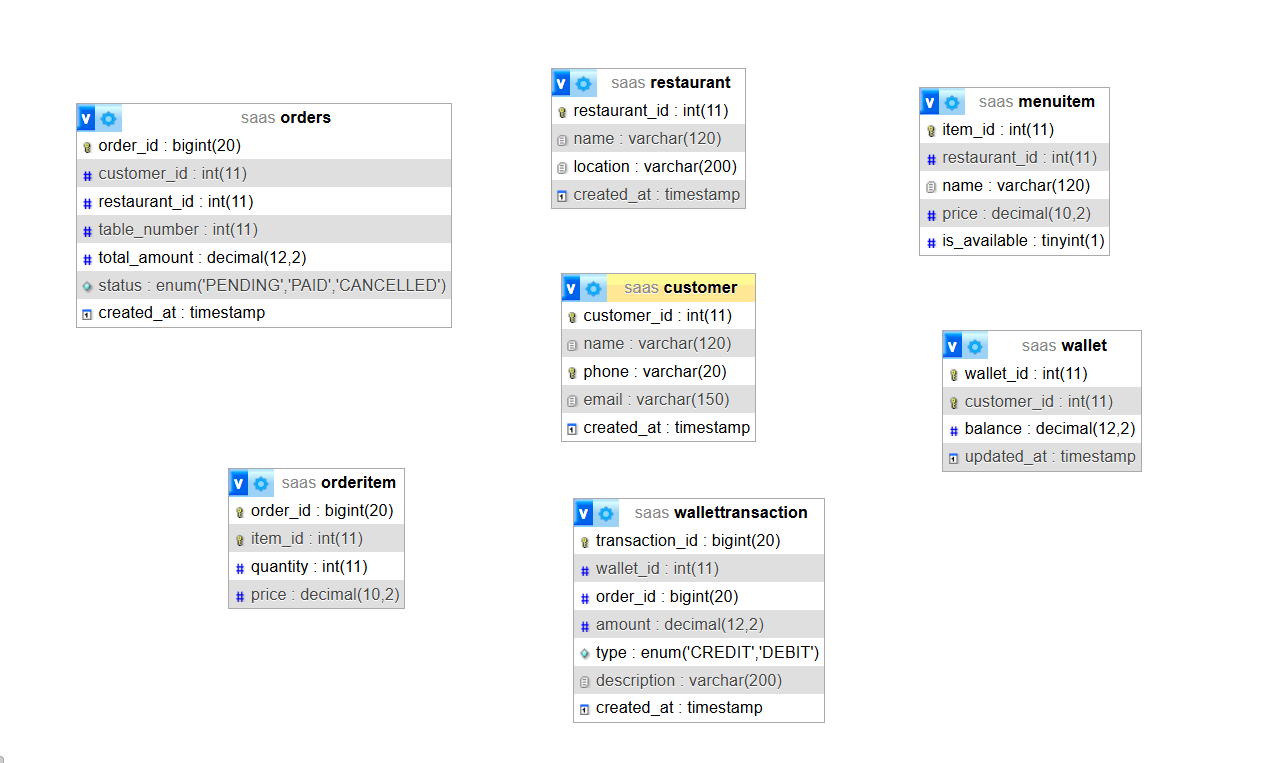 saas orders
order_id : bigint(20)
customer_id : int(11)
restaurant_id : int(11)
table_number : int(11)
total_amount : decimal(12,2)
status : enum('PENDING','PAID','CANCELLED')
created_at : timestamp
saas restaurant
restaurant_id : int(11)
name : varchar(120)
location : varchar(200)
created_at : timestamp
saas menuitem
item_id : int(11)
restaurant_id : int(11)
name : varchar(120)
price : decimal(10,2)
is_available : tinyint(1)
saas customer
customer_id : int(11)
name : varchar(120)
phone : varchar(20)
email : varchar(150)
created_at : timestamp
saas wallet
wallet_id : int(11)
customer_id : int(11)
balance : decimal(12,2)
updated_at : timestamp
saas orderitem
order_id : bigint(20)
item_id : int(11)
quantity : int(11)
price : decimal(10,2)
saas wallettransaction
transaction_id : bigint(20)
wallet_id : int(11)
order_id : bigint(20)
amount : decimal(12,2)
type : enum('CREDIT','DEBIT')
description : varchar(200)
created_at : timestamp